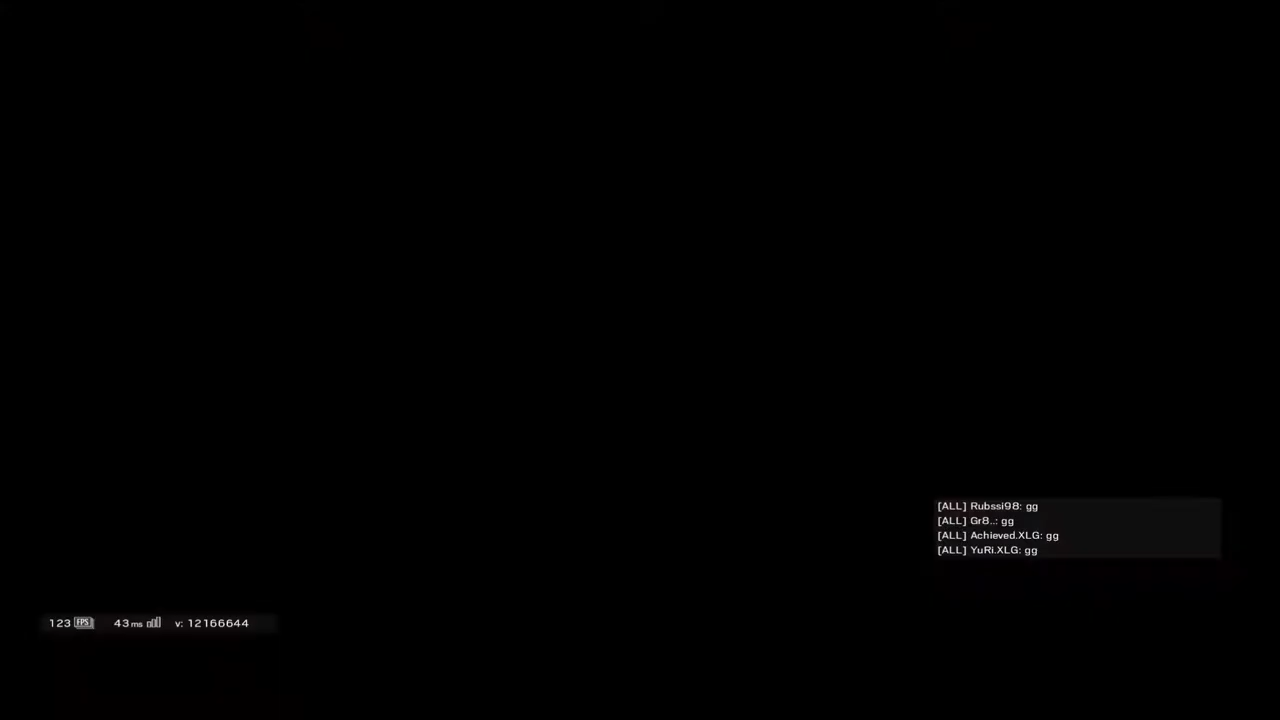 [ALL] Rubssi98: gg
[ALL] Gr8..: gg
[ALL] Achieved.XLG: gg
[ALL] YuRi.XLG: gg
123 FPS 43 ms v: 12166644